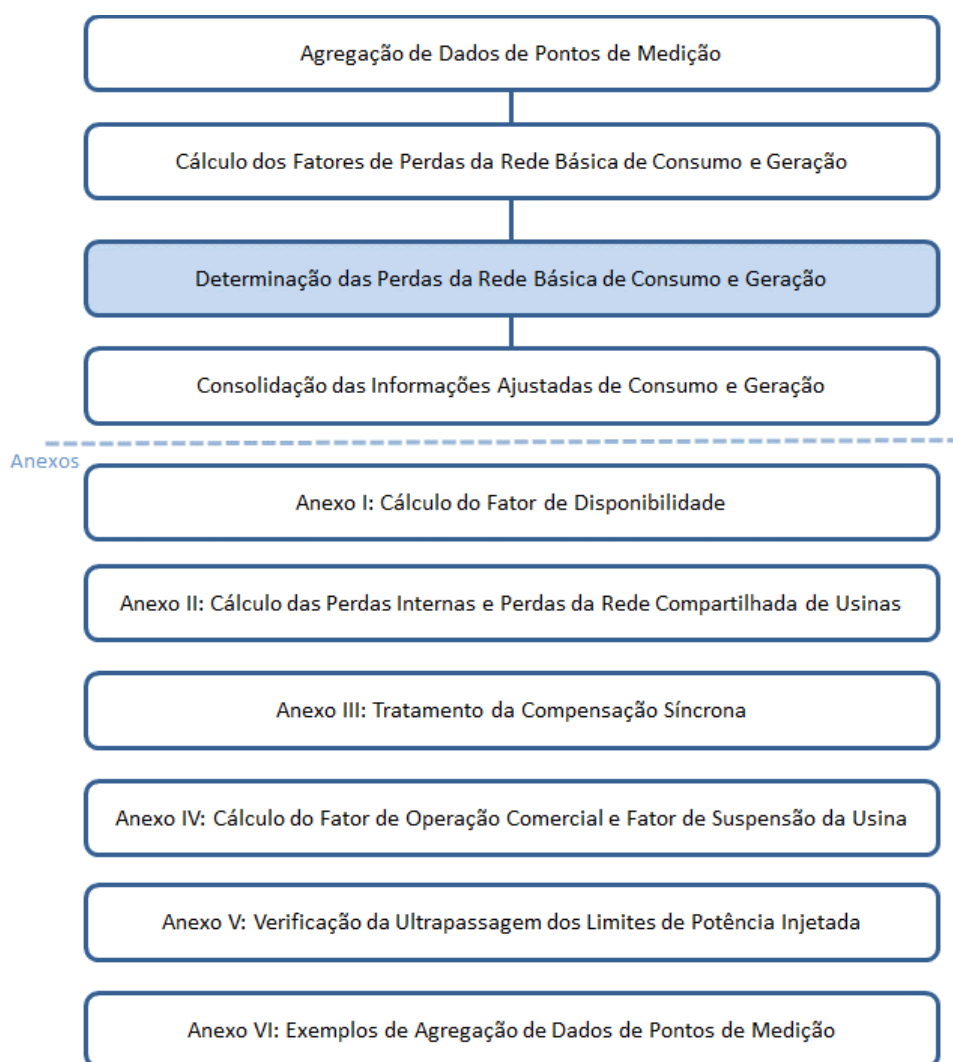 Agregação de Dados de Pontos de Medição
Cálculo dos Fatores de Perdas da Rede Básica de Consumo e Geração
Determinação das Perdas da Rede Básica de Consumo e Geração
Consolidação das Informações Ajustadas de Consumo e Geração
Anexos
Anexo I: Cálculo do Fator de Disponibilidade
Anexo II: Cálculo das Perdas Internas e Perdas da Rede Compartilhada de Usinas
Anexo III: Tratamento da Compensação Síncrona
Anexo IV: Cálculo do Fator de Operação Comercial e Fator de Suspensão da Usina
Anexo V: Verificação da Ultrapassagem dos Limites de Potência Injetada
Anexo VI: Exemplos de Agregação de Dados de Pontos de Medição